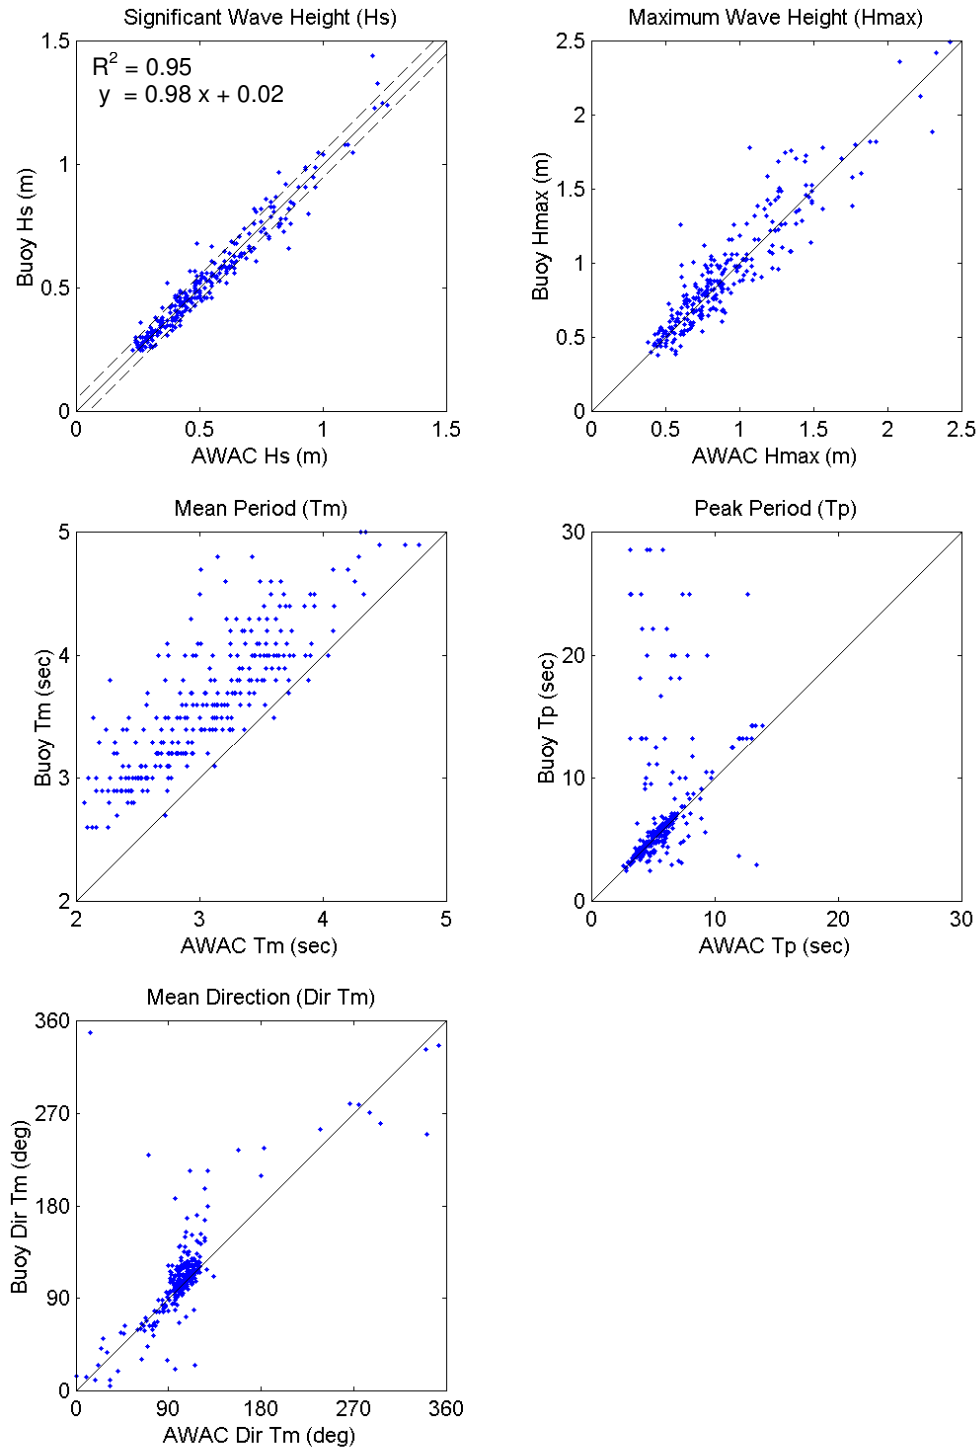 Significant Wave Height (Hs)
1.5
1
0.5
0
R² = 0.95
y = 0.98 x + 0.02
Buoy Hs (m)
0 0.5 1 1.5
AWAC Hs (m)
Maximum Wave Height (Hmax)
2.5
2
1.5
1
0.5
0
Buoy Hmax (m)
0 0.5 1 1.5 2 2.5
AWAC Hmax (m)
Mean Period (Tm)
5
4
3
2
Buoy Tm (sec)
2 3 4 5
AWAC Tm (sec)
Peak Period (Tp)
30
20
10
0
Buoy Tp (sec)
0 10 20 30
AWAC Tp (sec)
Mean Direction (Dir Tm)
360
270
180
90
0
Buoy Dir Tm (deg)
0 90 180 270 360
AWAC Dir Tm (deg)